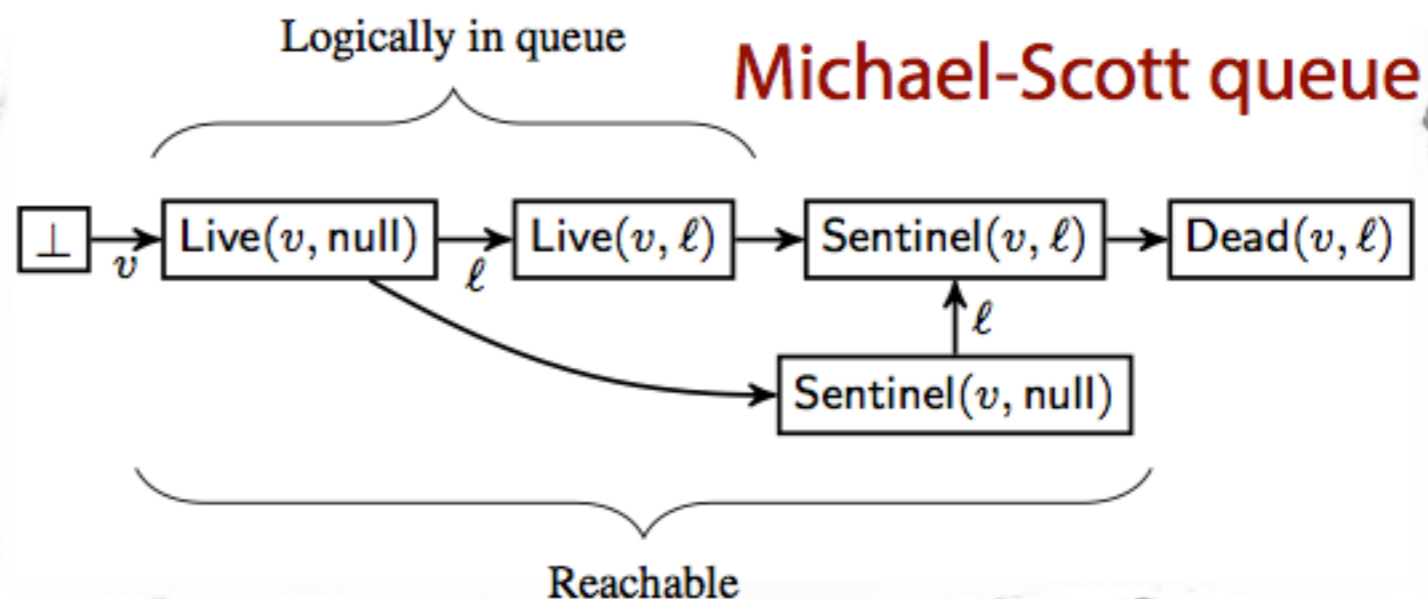 Logically in queue
Michael-Scott queue
⊥
v
Live(v, null)
ℓ
Live(v, ℓ)
Sentinel(v, ℓ)
Dead(v, ℓ)
ℓ
Sentinel(v, null)
Reachable